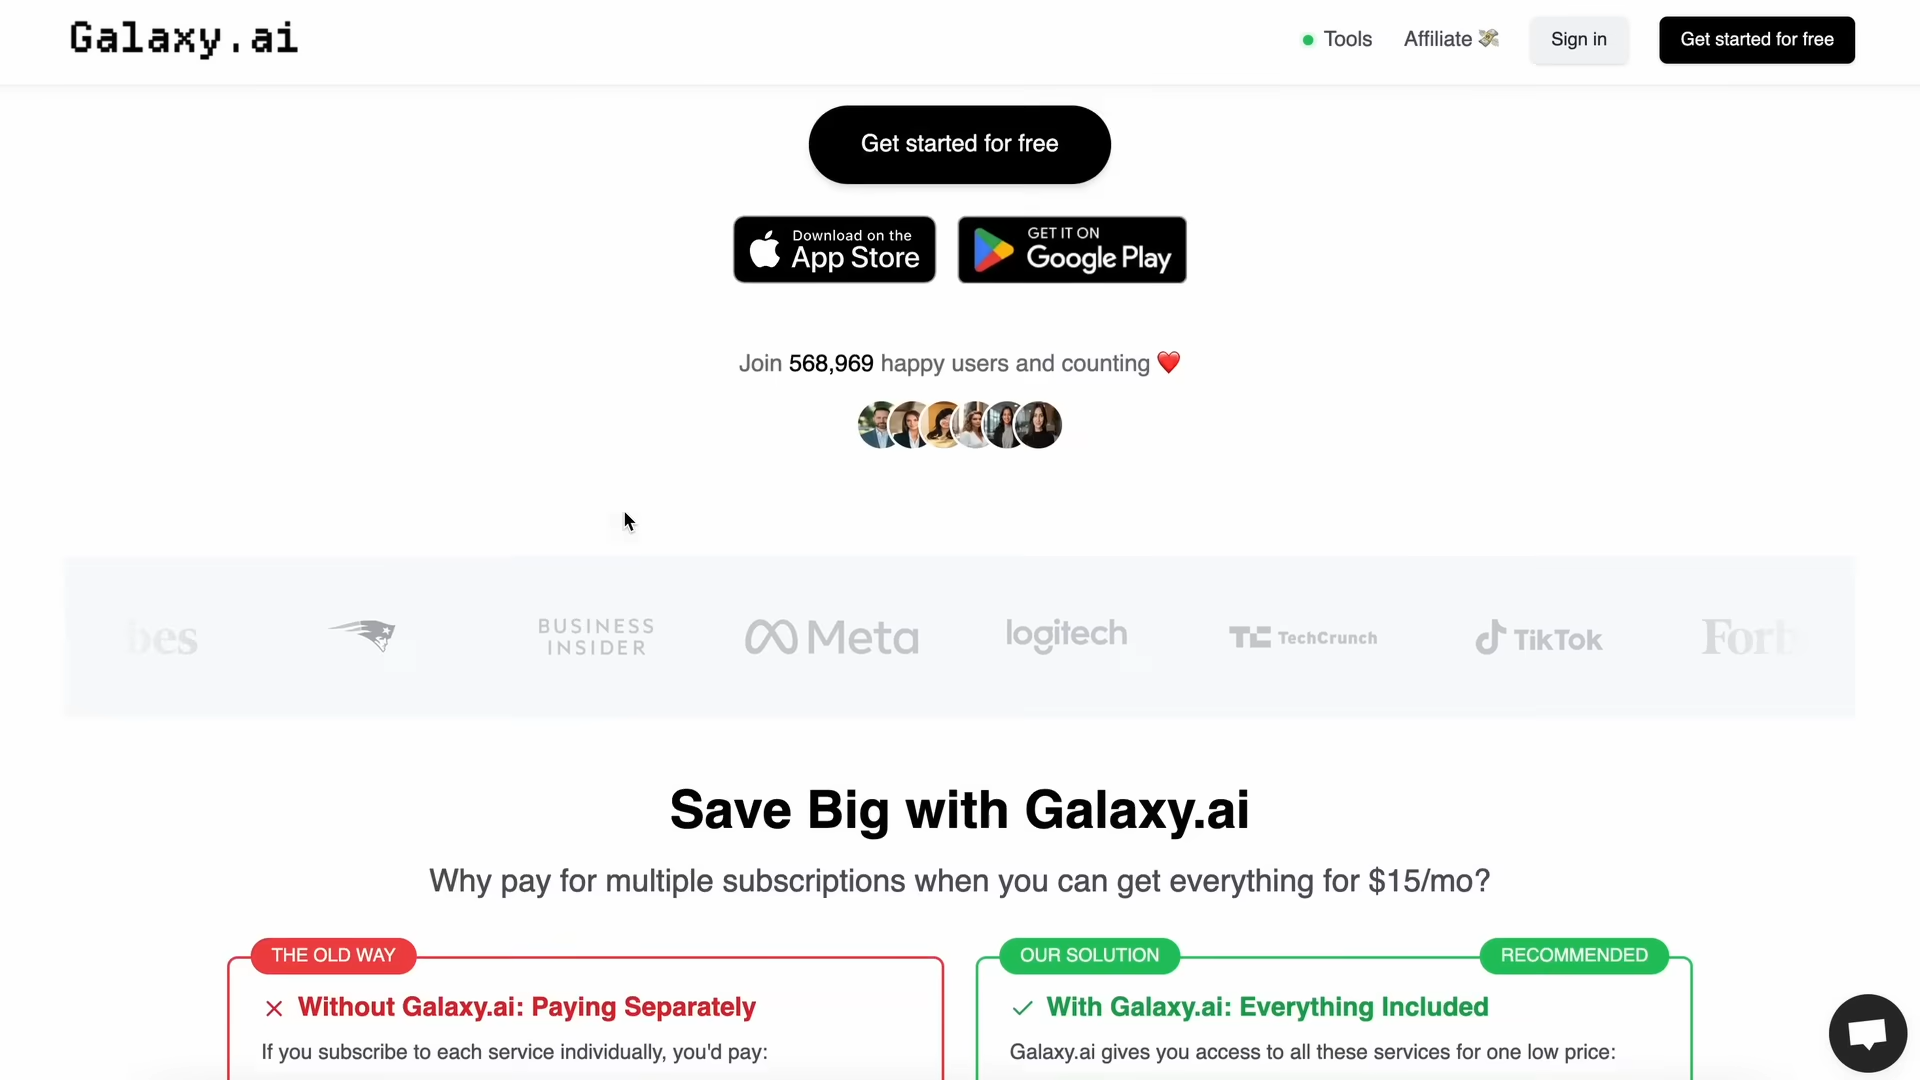 Galaxy.ai
Tools
Affiliate
Sign in
Get started for free
Get started for free
Download on the
App Store
GET IT ON
Google Play
Join 568,969 happy users and counting ❤️
bes
BUSINESS
INSIDER
Meta
logitech
TC TechCrunch
TikTok
Forb
Save Big with Galaxy.ai
Why pay for multiple subscriptions when you can get everything for $15/mo?
THE OLD WAY
Without Galaxy.ai: Paying Separately
If you subscribe to each service individually, you'd pay:
OUR SOLUTION
RECOMMENDED
With Galaxy.ai: Everything Included
Galaxy.ai gives you access to all these services for one low price: